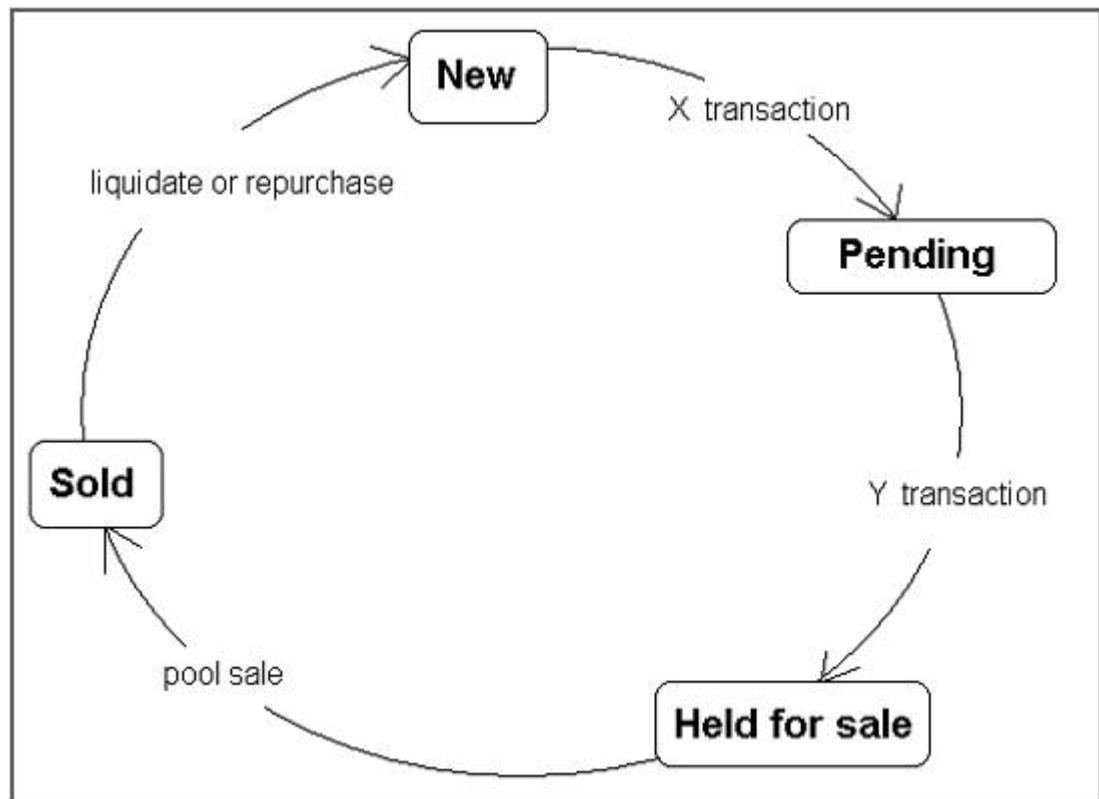 New
X transaction
Pending
liquidate or repurchase
Sold
Y transaction
pool sale
Held for sale